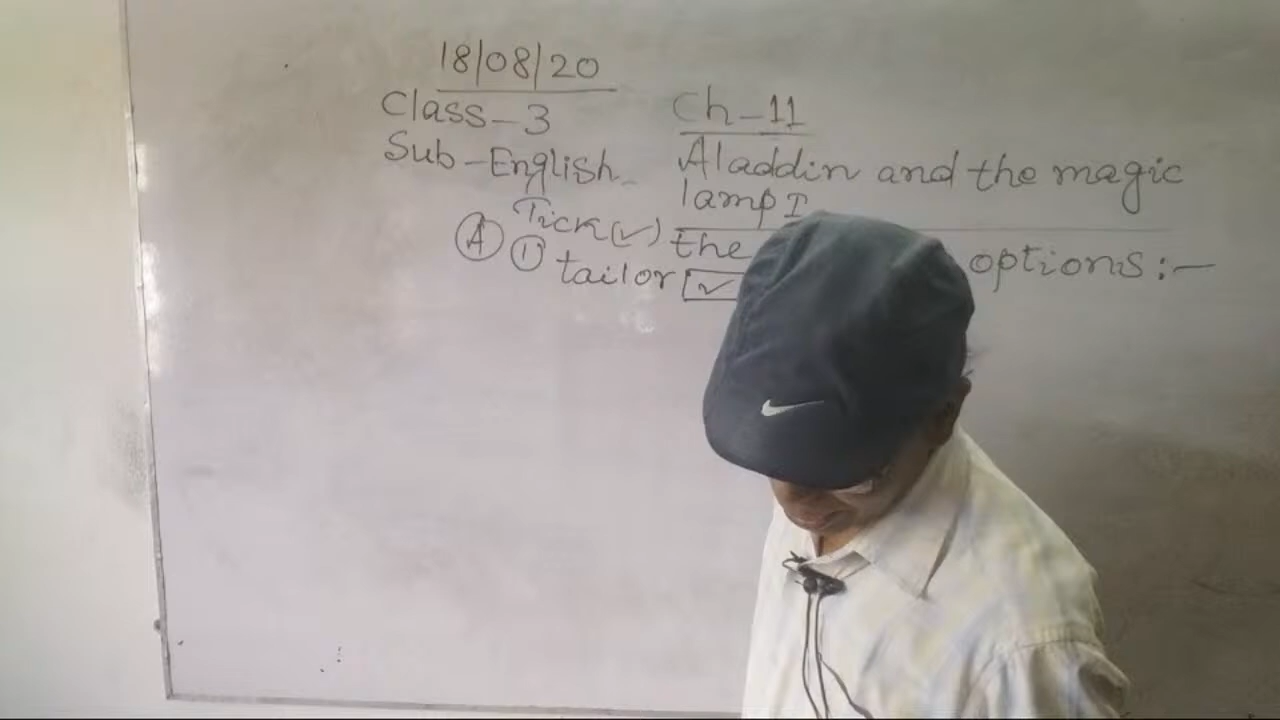 18/08/20
Class-3
Sub-English
Ch-11
Aladdin and the magic
lamp I
A Tick(✓) the options:-
1 tailor ✓